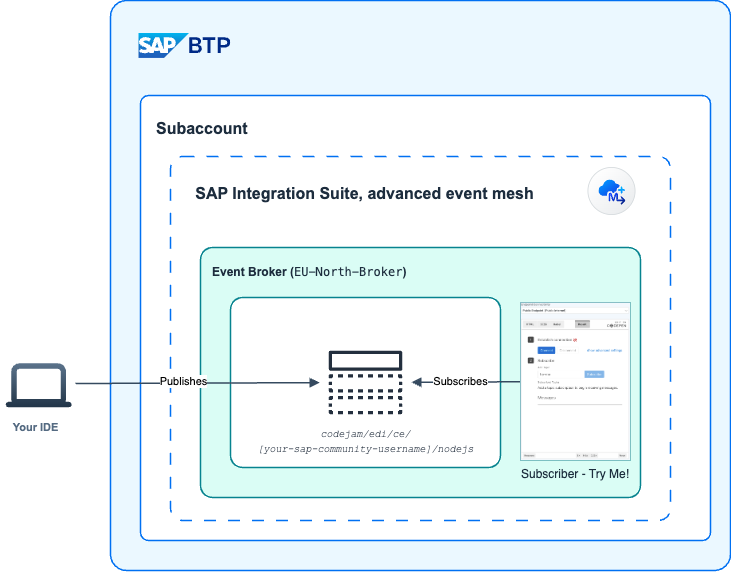 SAP BTP
Subaccount
SAP Integration Suite, advanced event mesh
M
Event Broker (EU-North-Broker)
Publishes
Subscribes
Your IDE
codejam/edi/ce/
[your-sap-community-username]/nodejs
Subscriber - Try Me!